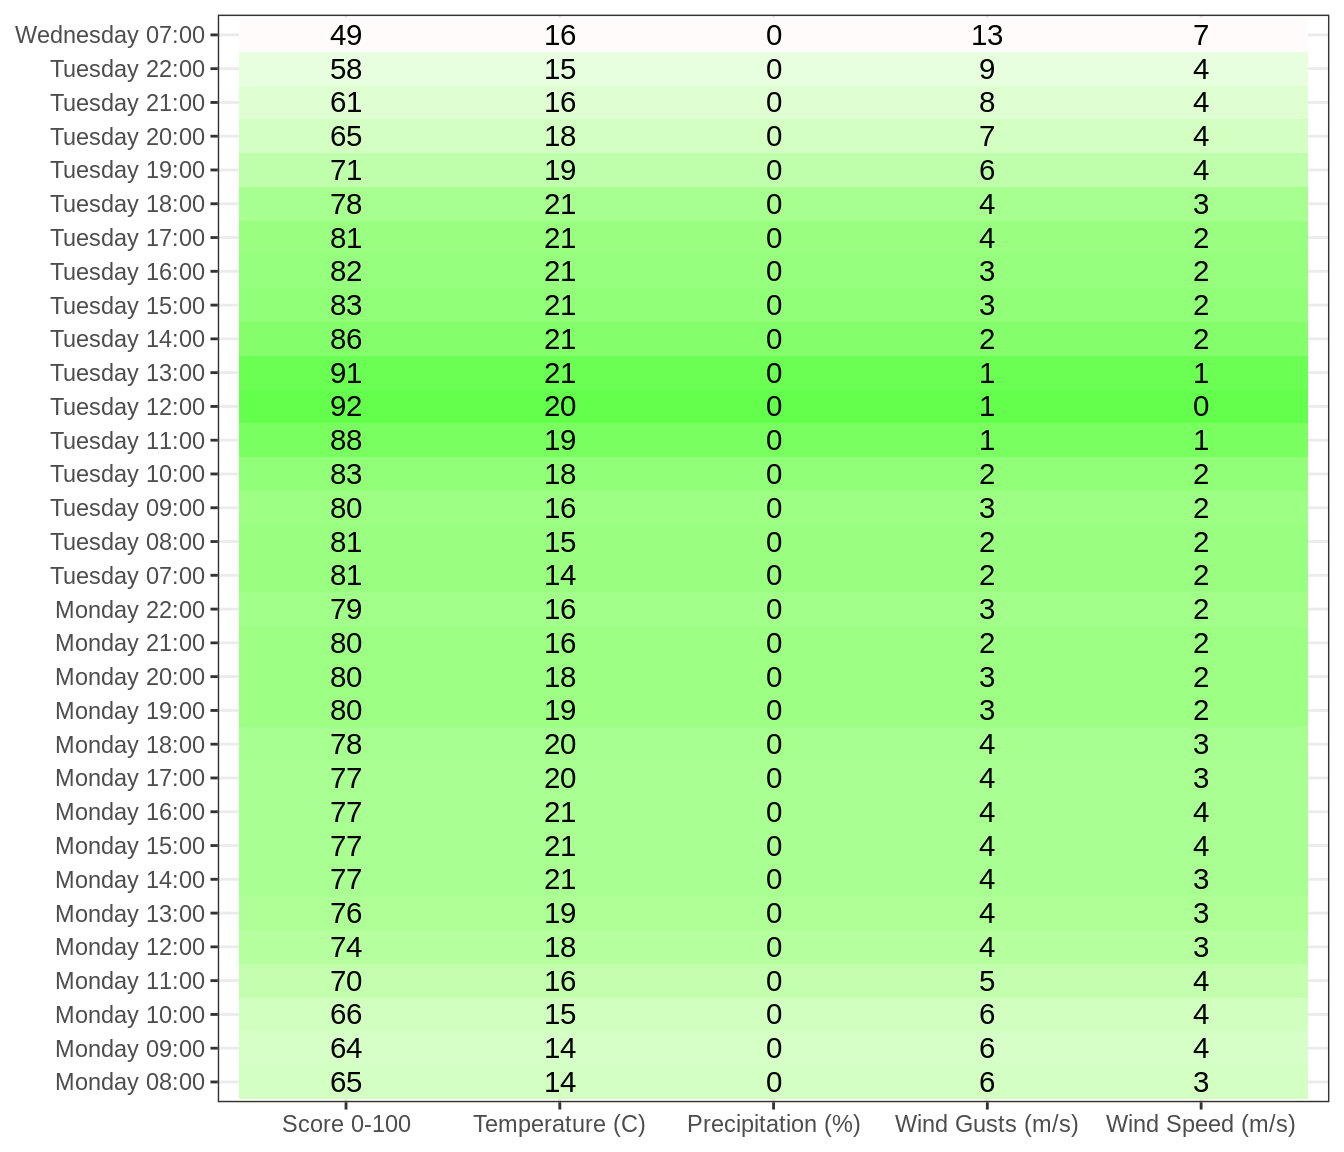 Wednesday 07:00 49 16 0 13 7
Tuesday 22:00 58 15 0 9 4
Tuesday 21:00 61 16 0 8 4
Tuesday 20:00 65 18 0 7 4
Tuesday 19:00 71 19 0 6 4
Tuesday 18:00 78 21 0 4 3
Tuesday 17:00 81 21 0 4 2
Tuesday 16:00 82 21 0 3 2
Tuesday 15:00 83 21 0 3 2
Tuesday 14:00 86 21 0 2 2
Tuesday 13:00 91 21 0 1 1
Tuesday 12:00 92 20 0 1 0
Tuesday 11:00 88 19 0 1 1
Tuesday 10:00 83 18 0 2 2
Tuesday 09:00 80 16 0 3 2
Tuesday 08:00 81 15 0 2 2
Tuesday 07:00 81 14 0 2 2
Monday 22:00 79 16 0 3 2
Monday 21:00 80 16 0 2 2
Monday 20:00 80 18 0 3 2
Monday 19:00 80 19 0 3 2
Monday 18:00 78 20 0 4 3
Monday 17:00 77 20 0 4 3
Monday 16:00 77 21 0 4 4
Monday 15:00 77 21 0 4 4
Monday 14:00 77 21 0 4 3
Monday 13:00 76 19 0 4 3
Monday 12:00 74 18 0 4 3
Monday 11:00 70 16 0 5 4
Monday 10:00 66 15 0 6 4
Monday 09:00 64 14 0 6 4
Monday 08:00 65 14 0 6 3
Score 0-100 Temperature (C) Precipitation (%) Wind Gusts (m/s) Wind Speed (m/s)